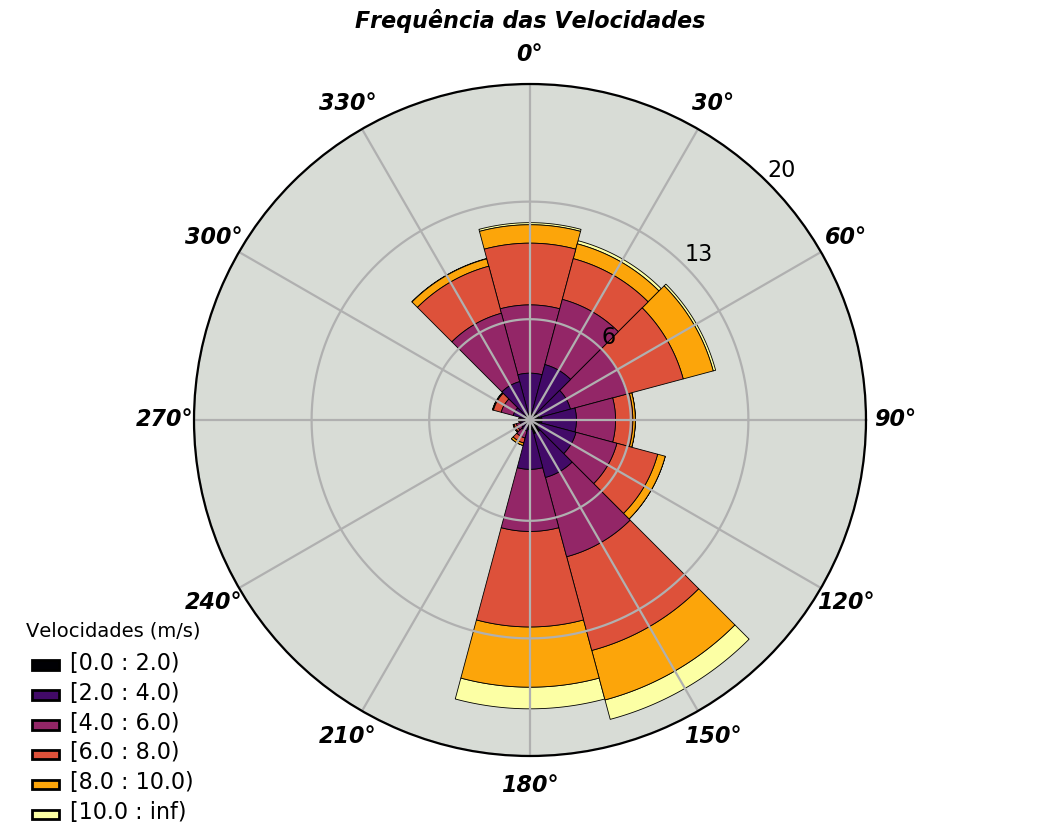 Frequência das Velocidades
0°
30°
60°
90°
120°
150°
180°
210°
240°
270°
300°
330°
6
13
20
Velocidades (m/s)
[0.0 : 2.0)
[2.0 : 4.0)
[4.0 : 6.0)
[6.0 : 8.0)
[8.0 : 10.0)
[10.0 : inf)